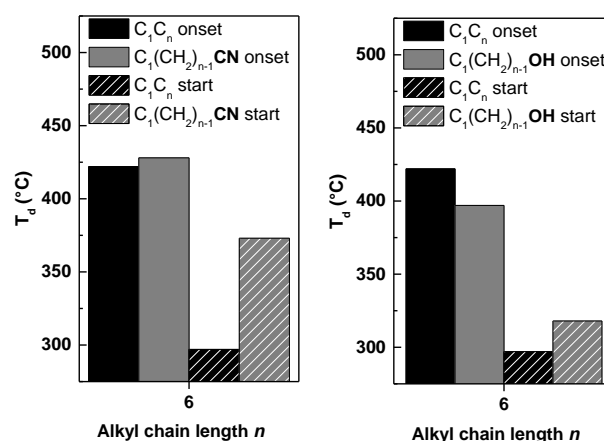 C₁Cₙ onset
C₁(CH₂)ₙ₋₁CN onset
C₁Cₙ start
C₁(CH₂)ₙ₋₁CN start
500
450
400
350
300
T_d (°C)
6
Alkyl chain length n
C₁Cₙ onset
C₁(CH₂)ₙ₋₁OH onset
C₁Cₙ start
C₁(CH₂)ₙ₋₁OH start
500
450
400
350
300
T_d (°C)
6
Alkyl chain length n